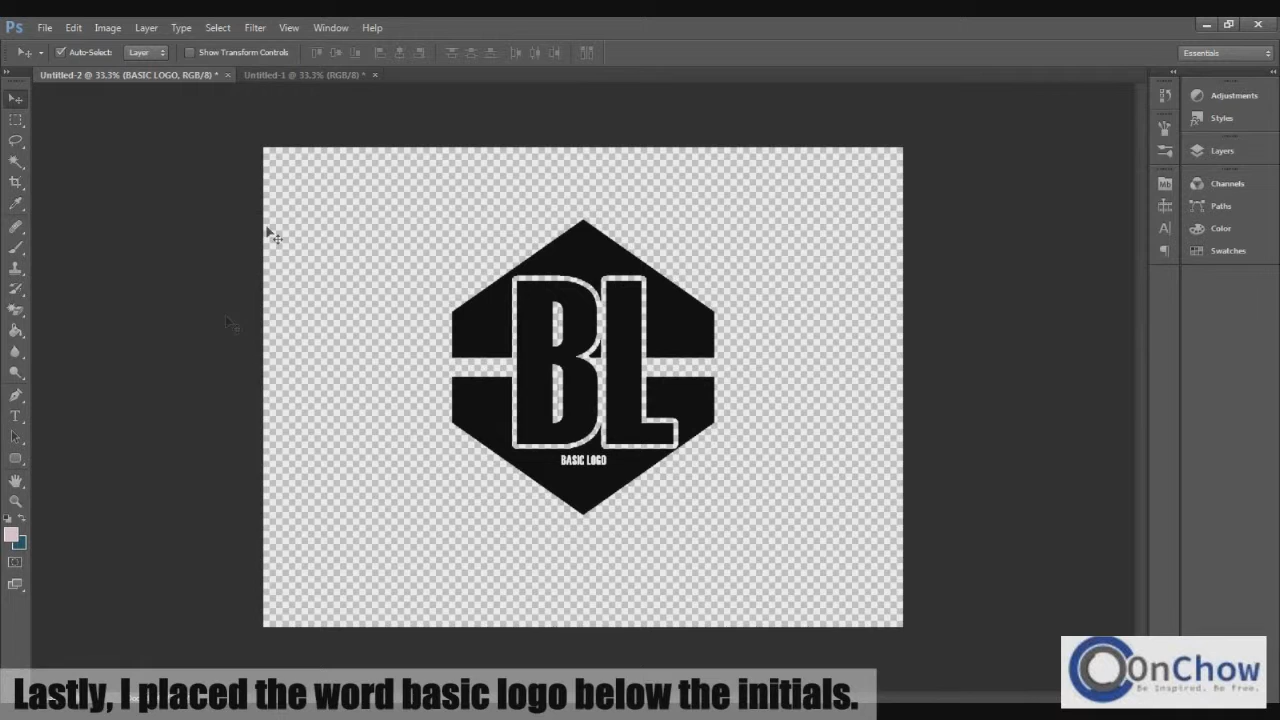 Ps File Edit Image Layer Type Select Filter View Window Help
Auto-Select: Layer Show Transform Controls Essentials
Untitled-2 @ 33.3% (BASIC LOGO, RGB/8) * × Untitled-1 @ 33.3% (RGB/8) * ×
Adjustments
Styles
Layers
Mb Channels
Paths
A Color
Swatches
BL
BASIC LOGO
T
OnChow
Be Inspired. Be Free.
Lastly, I placed the word basic logo below the initials.